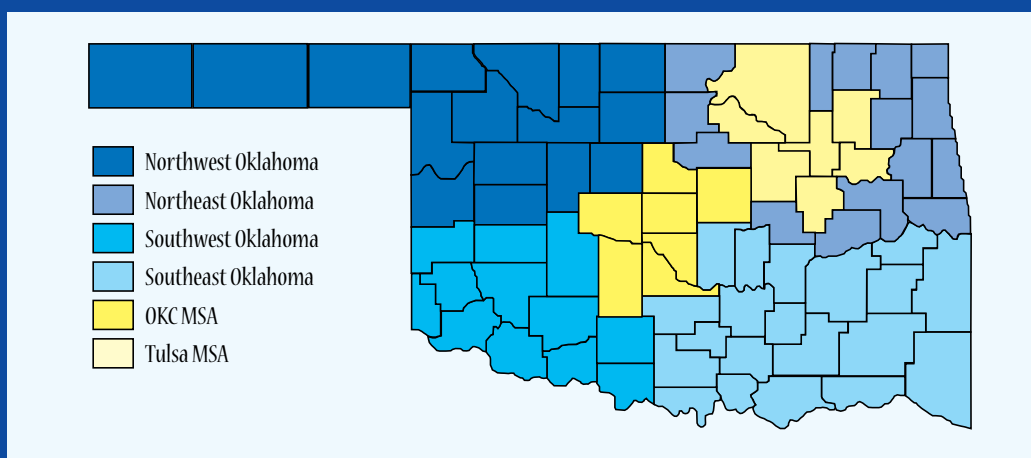 Northwest Oklahoma
Northeast Oklahoma
Southwest Oklahoma
Southeast Oklahoma
OKC MSA
Tulsa MSA